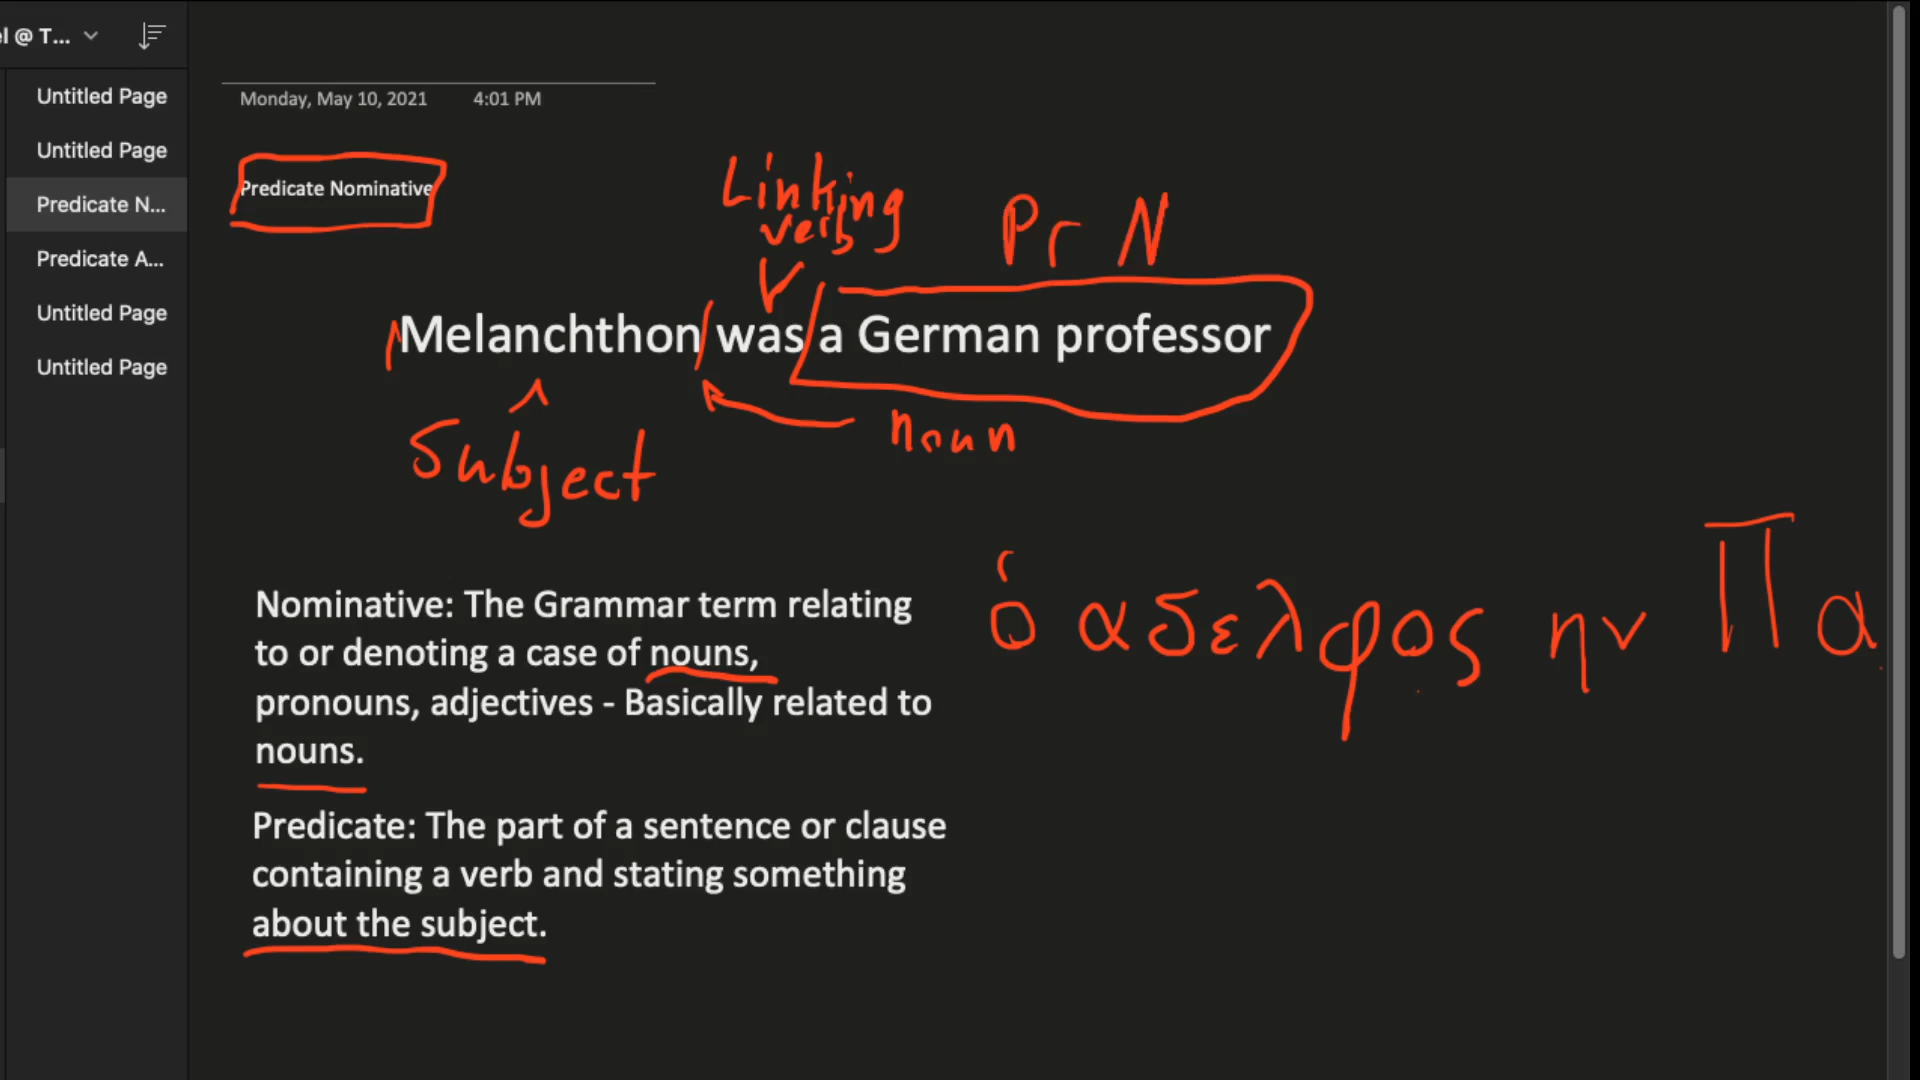 el @ T...
Untitled Page
Untitled Page
Predicate N...
Predicate A...
Untitled Page
Untitled Page
Monday, May 10, 2021 4:01 PM
Predicate Nominative
Linking
verb
Pr N
Melanchthon was a German professor
noun
Subject
Nominative: The Grammar term relating
to or denoting a case of nouns,
pronouns, adjectives - Basically related to
nouns.
ὁ αδελφος ην Πα
Predicate: The part of a sentence or clause
containing a verb and stating something
about the subject.